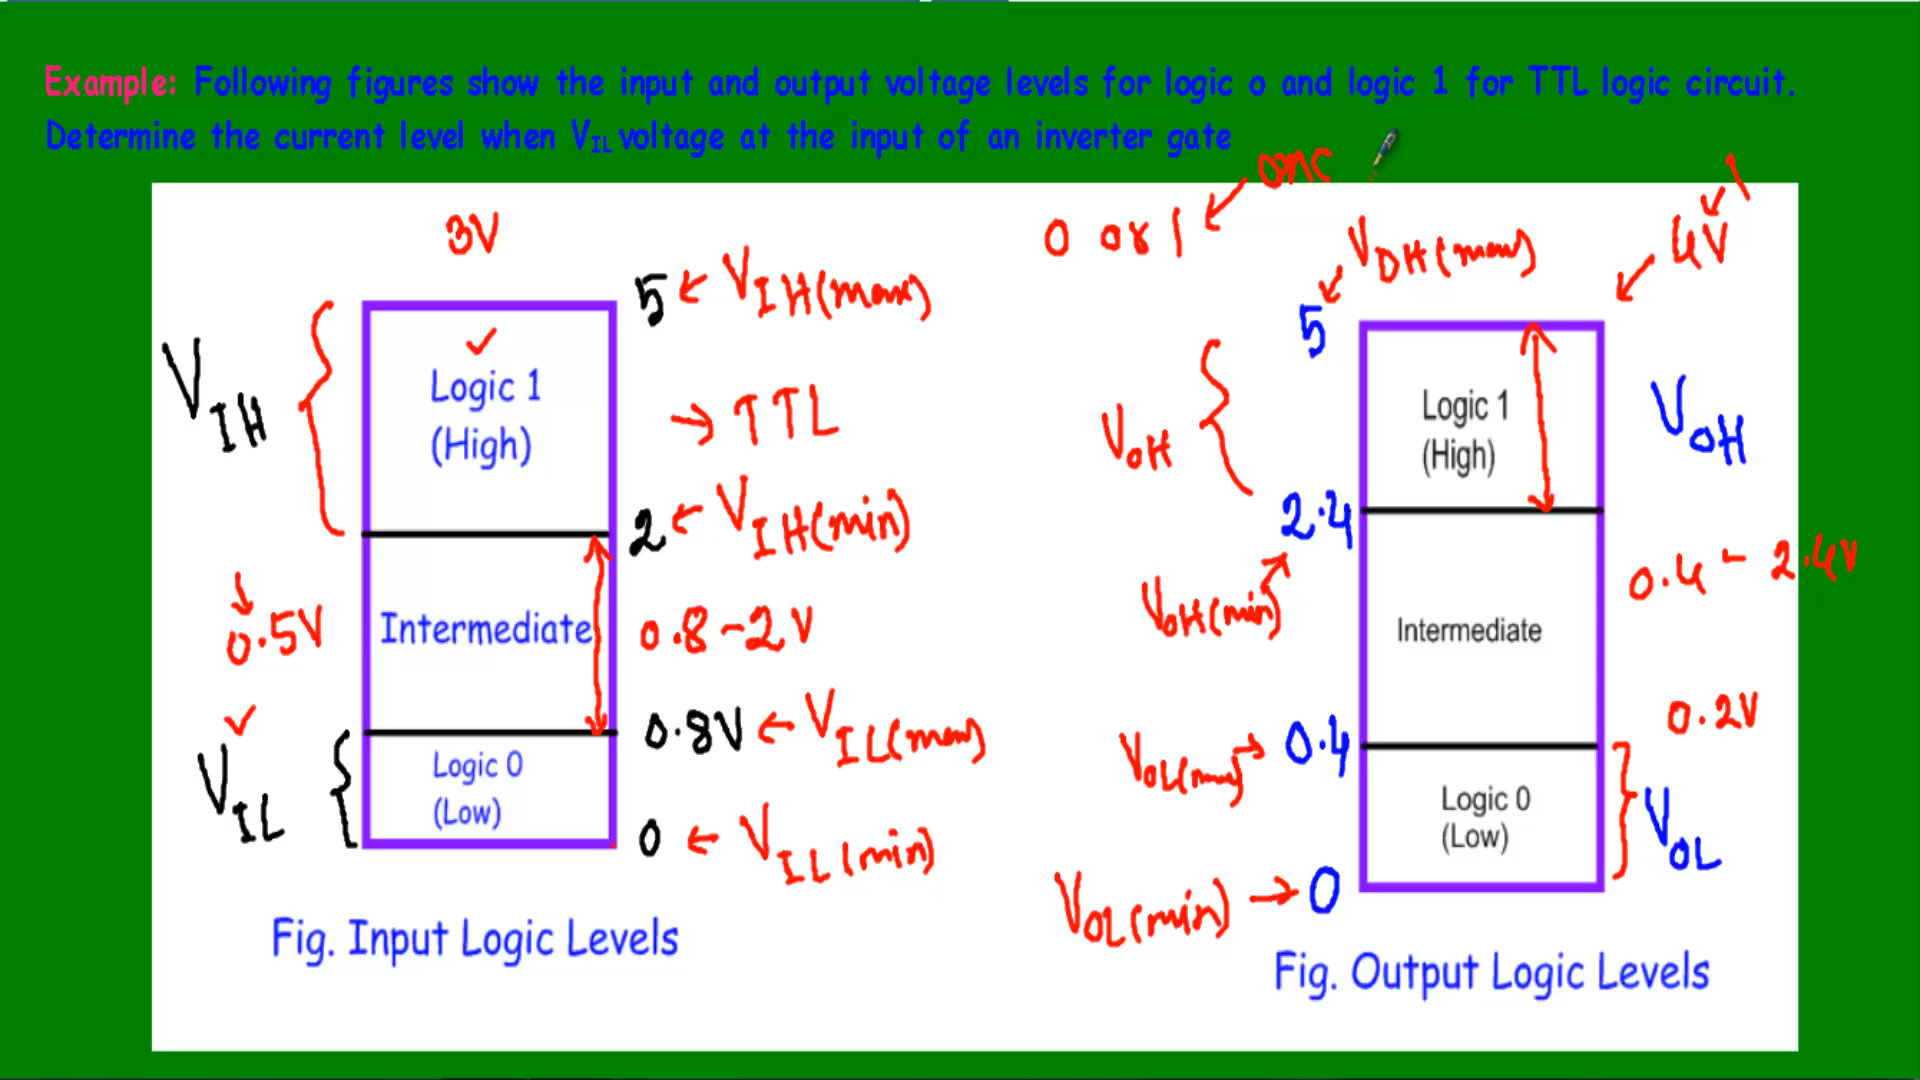 Example: Following figures show the input and output voltage levels for logic 0 and logic 1 for TTL logic circuit.
Determine the current level when VIL voltage at the input of an inverter gate
3V
0 or 1
VOH(max)
4V
1
5 ← VIH(max)
5
VIH
Logic 1
(High)
→ TTL
VOH
Logic 1
(High)
VOH
2 ← VIH(min)
2.4
0.5V
Intermediate
0.8-2V
VOH(min)
Intermediate
0.4 - 2.4V
0.8V ← VIL(max)
VOL(max) → 0.4
0.2V
VIL
Logic 0
(Low)
Logic 0
(Low)
VOL
0 ← VIL(min)
VOL(min) → 0
Fig. Input Logic Levels
Fig. Output Logic Levels